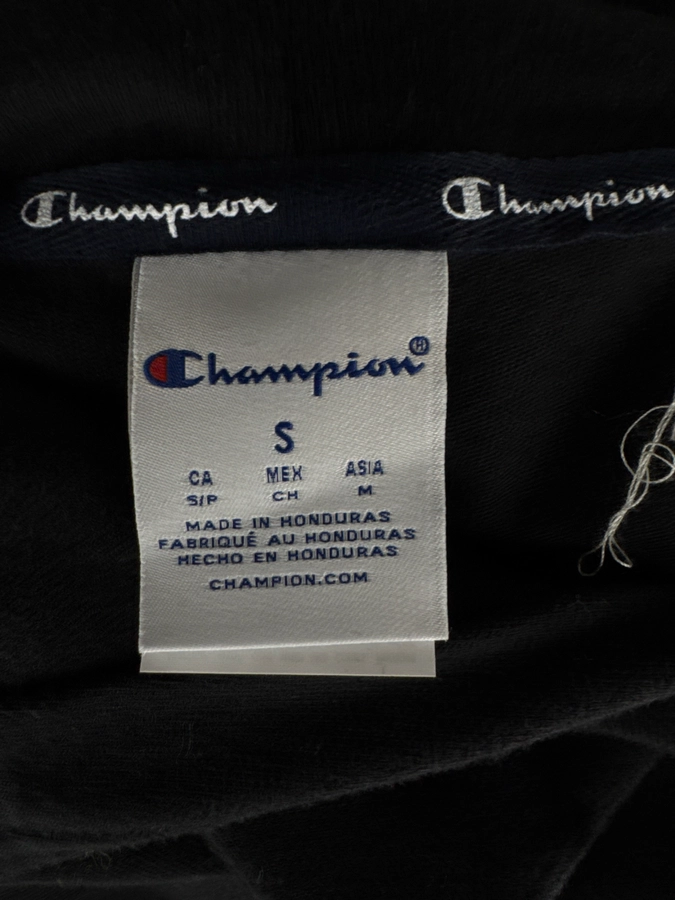 Champion Champion
Champion®
S
CA MEX ASIA
S/P CH M
MADE IN HONDURAS
FABRIQUÉ AU HONDURAS
HECHO EN HONDURAS
CHAMPION.COM